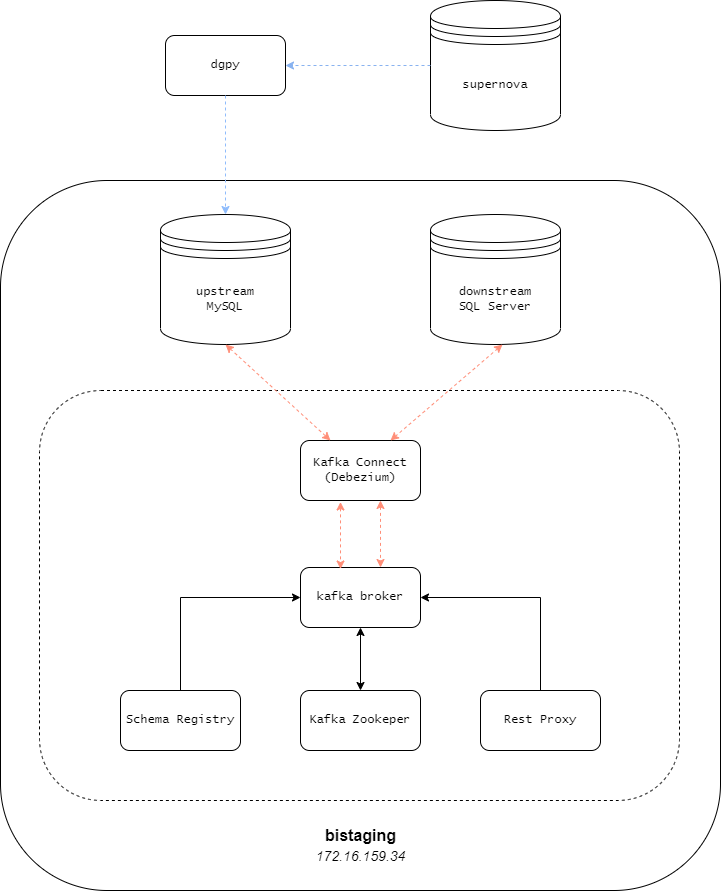 dgpy
supernova
upstream
MySQL
downstream
SQL Server
Kafka Connect
(Debezium)
kafka broker
Schema Registry
Kafka Zookeper
Rest Proxy
bistaging
172.16.159.34